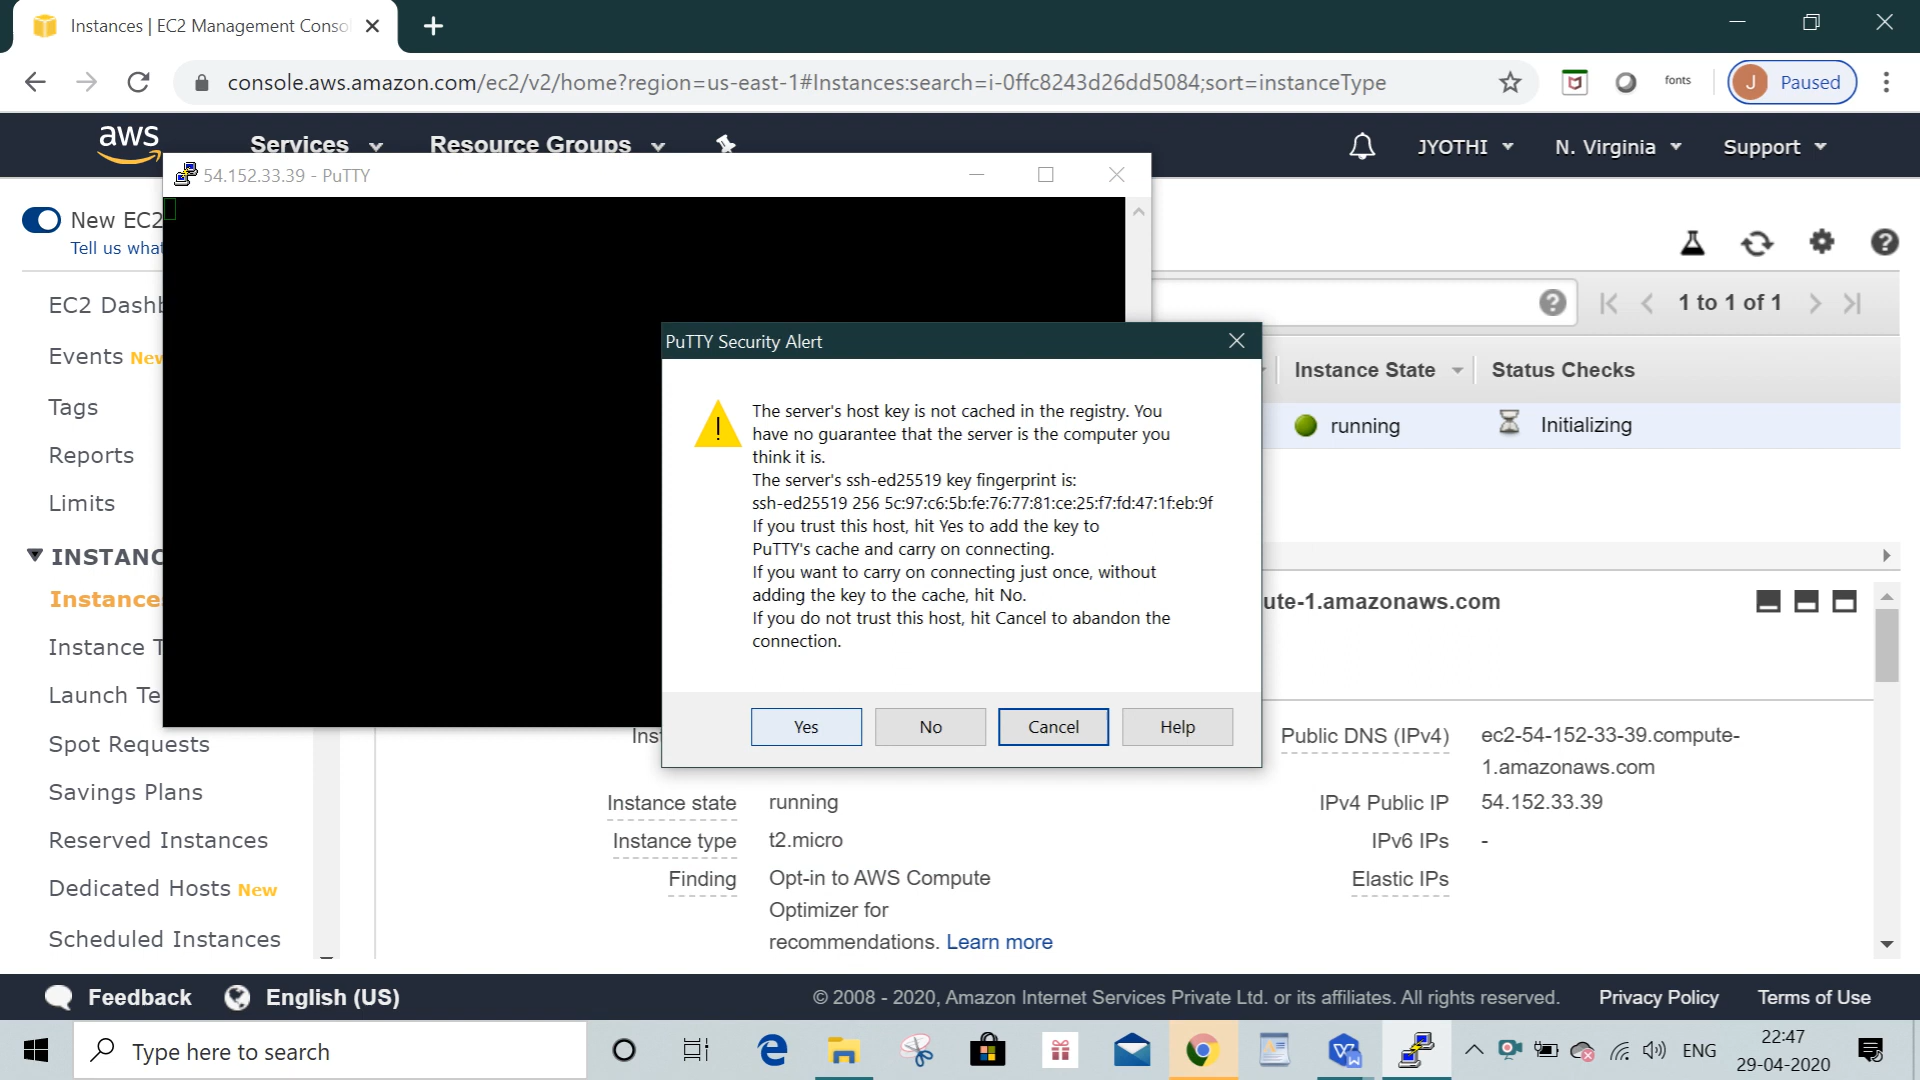 Instances | EC2 Management Conso
console.aws.amazon.com/ec2/v2/home?region=us-east-1#Instances:search=i-0ffc8243d26dd5084;sort=instanceType
fonts
J Paused
aws
Services
Resource Groups
JYOTHI
N. Virginia
Support
54.152.33.39 - PuTTY
New EC2
Tell us what
EC2 Dashb
Events New
Tags
Reports
Limits
INSTANC
Instances
Instance T
Launch Te
Spot Requests
Savings Plans
Reserved Instances
Dedicated Hosts New
Scheduled Instances
1 to 1 of 1
Instance State
Status Checks
running
Initializing
PuTTY Security Alert
The server's host key is not cached in the registry. You
have no guarantee that the server is the computer you
think it is.
The server's ssh-ed25519 key fingerprint is:
ssh-ed25519 256 5c:97:c6:5b:fe:76:77:81:ce:25:f7:fd:47:1f:eb:9f
If you trust this host, hit Yes to add the key to
PuTTY's cache and carry on connecting.
If you want to carry on connecting just once, without
adding the key to the cache, hit No.
If you do not trust this host, hit Cancel to abandon the
connection.
Yes
No
Cancel
Help
ute-1.amazonaws.com
Inst
Public DNS (IPv4)
ec2-54-152-33-39.compute-
1.amazonaws.com
Instance state
running
IPv4 Public IP
54.152.33.39
Instance type
t2.micro
IPv6 IPs
-
Finding
Opt-in to AWS Compute
Optimizer for
recommendations. Learn more
Elastic IPs
Feedback
English (US)
© 2008 - 2020, Amazon Internet Services Private Ltd. or its affiliates. All rights reserved.
Privacy Policy
Terms of Use
Type here to search
ENG
22:47
29-04-2020